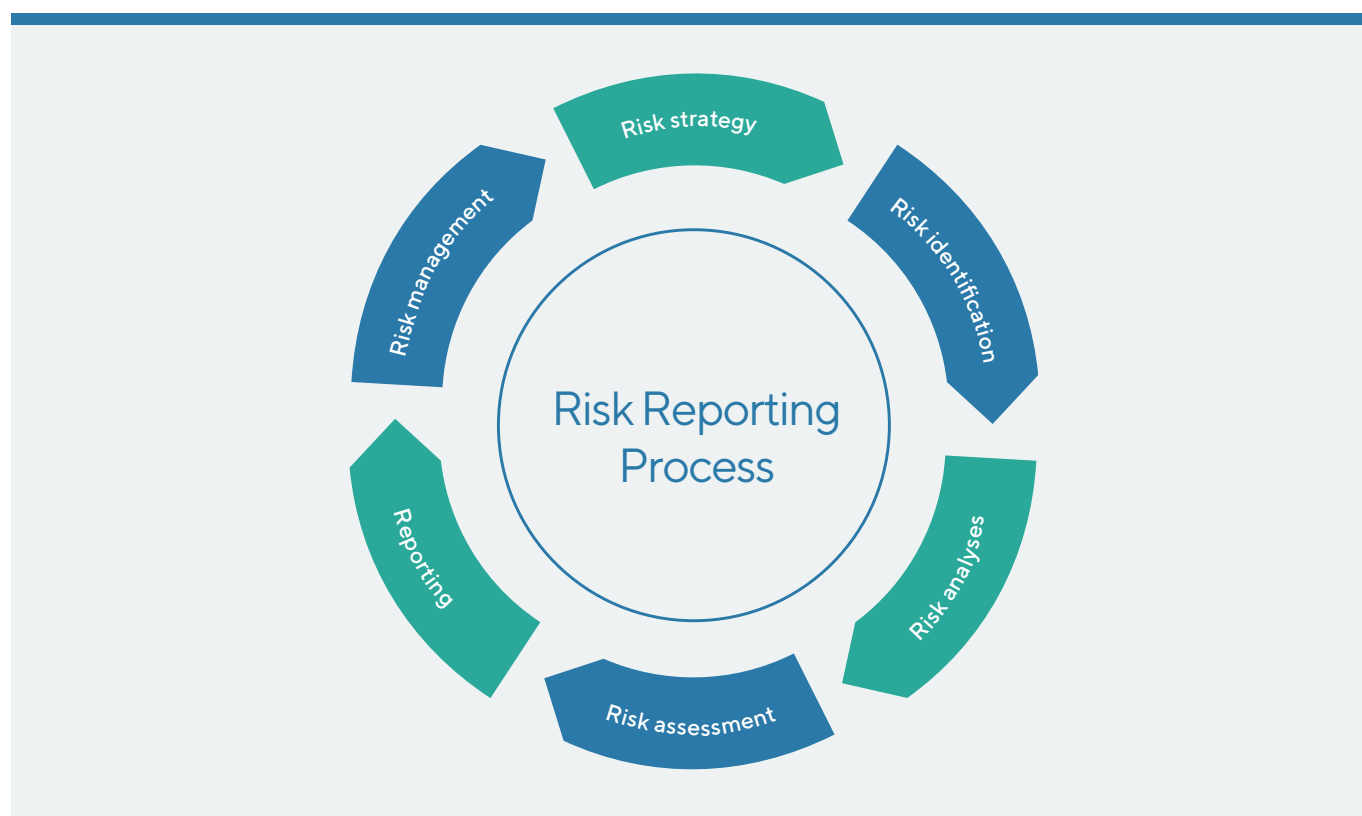 Risk strategy
Risk identification
Risk analyses
Risk assessment
Reporting
Risk management
Risk Reporting
Process